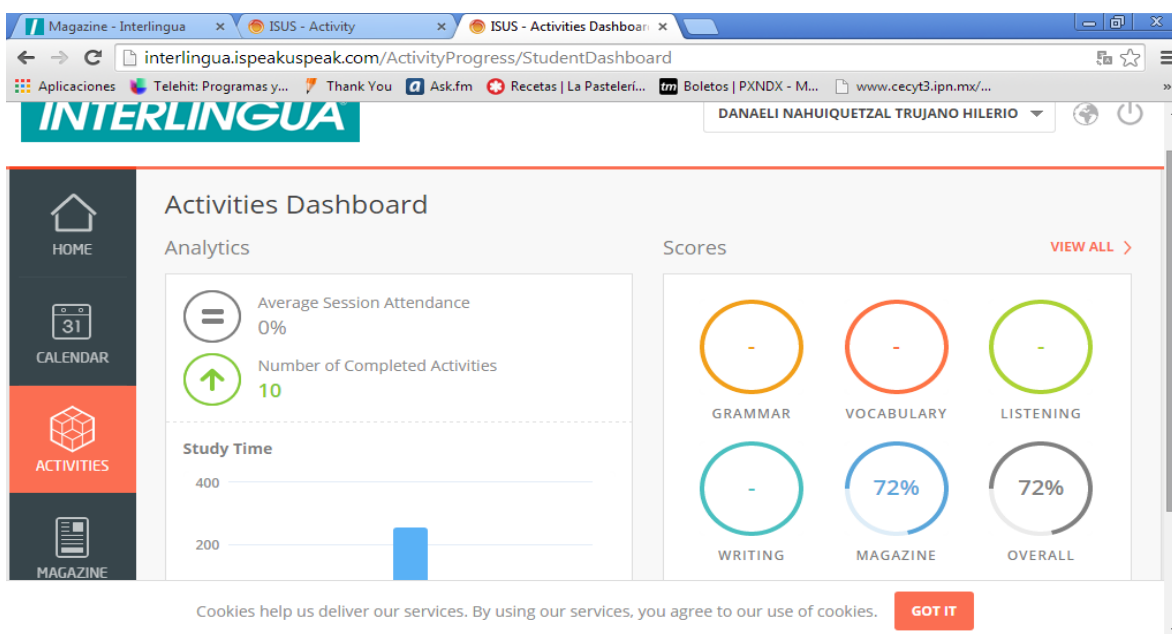 Magazine - Interlingua
ISUS - Activity
ISUS - Activities Dashboar
interlingua.ispeakuspeak.com/ActivityProgress/StudentDashboard
Aplicaciones Telehit: Programas y... Thank You Ask.fm Recetas | La Pastelerí... tm Boletos | PXNDX - M... www.cecyt3.ipn.mx/... »
INTERLINGUA
DANAELI NAHUIQUETZAL TRUJANO HILERIO
HOME
31
CALENDAR
ACTIVITIES
MAGAZINE
Activities Dashboard
Analytics
Average Session Attendance
0%
Number of Completed Activities
10
Study Time
400
200
Scores
VIEW ALL >
- - -
GRAMMAR VOCABULARY LISTENING
- 72% 72%
WRITING MAGAZINE OVERALL
Cookies help us deliver our services. By using our services, you agree to our use of cookies.
GOT IT